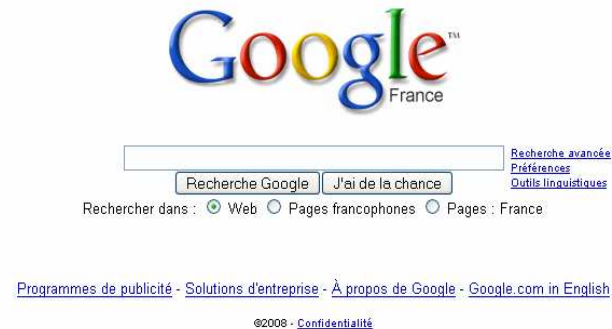 Google™
France
Recherche avancée
Préférences
Outils linguistiques
Recherche Google J'ai de la chance
Rechercher dans : Web Pages francophones Pages : France
Programmes de publicité - Solutions d'entreprise - À propos de Google - Google.com in English
©2008 - Confidentialité